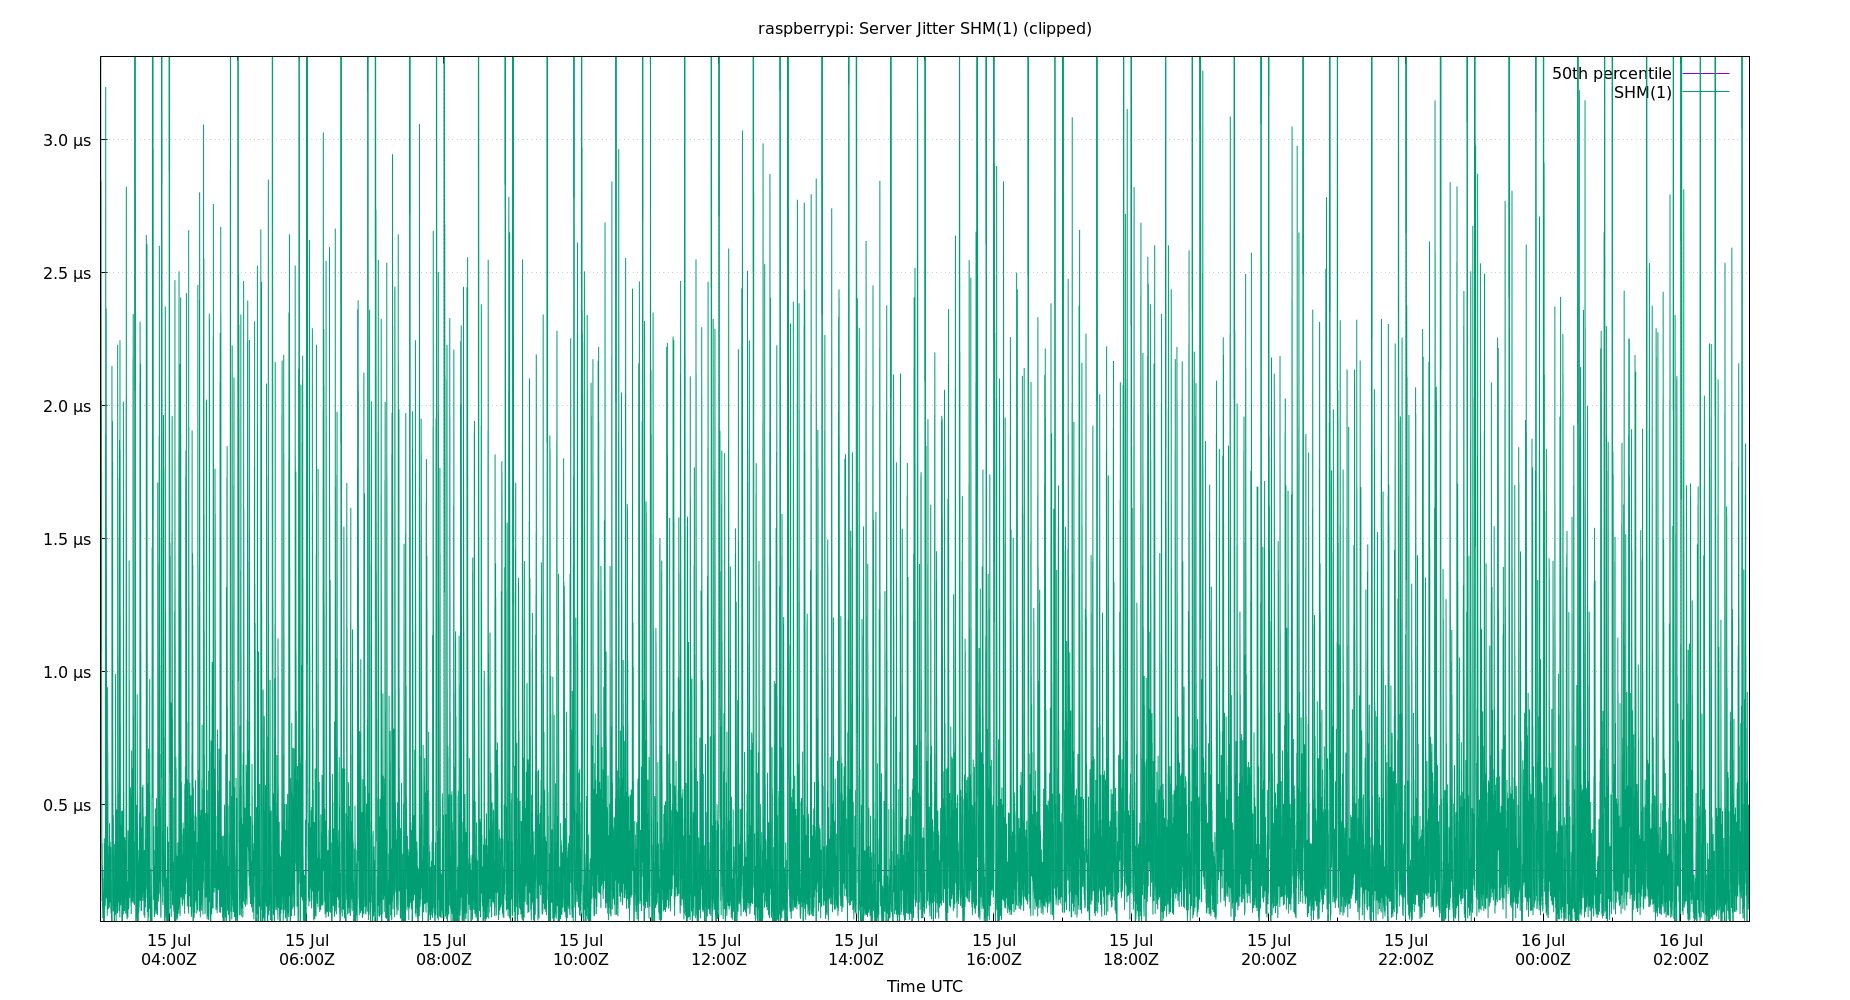 raspberrypi: Server Jitter SHM(1) (clipped)
50th percentile
SHM(1)
3.0 µs
2.5 µs
2.0 µs
1.5 µs
1.0 µs
0.5 µs
15 Jul 15 Jul 15 Jul 15 Jul 15 Jul 15 Jul 15 Jul 15 Jul 15 Jul 15 Jul 16 Jul 16 Jul
04:00Z 06:00Z 08:00Z 10:00Z 12:00Z 14:00Z 16:00Z 18:00Z 20:00Z 22:00Z 00:00Z 02:00Z
Time UTC